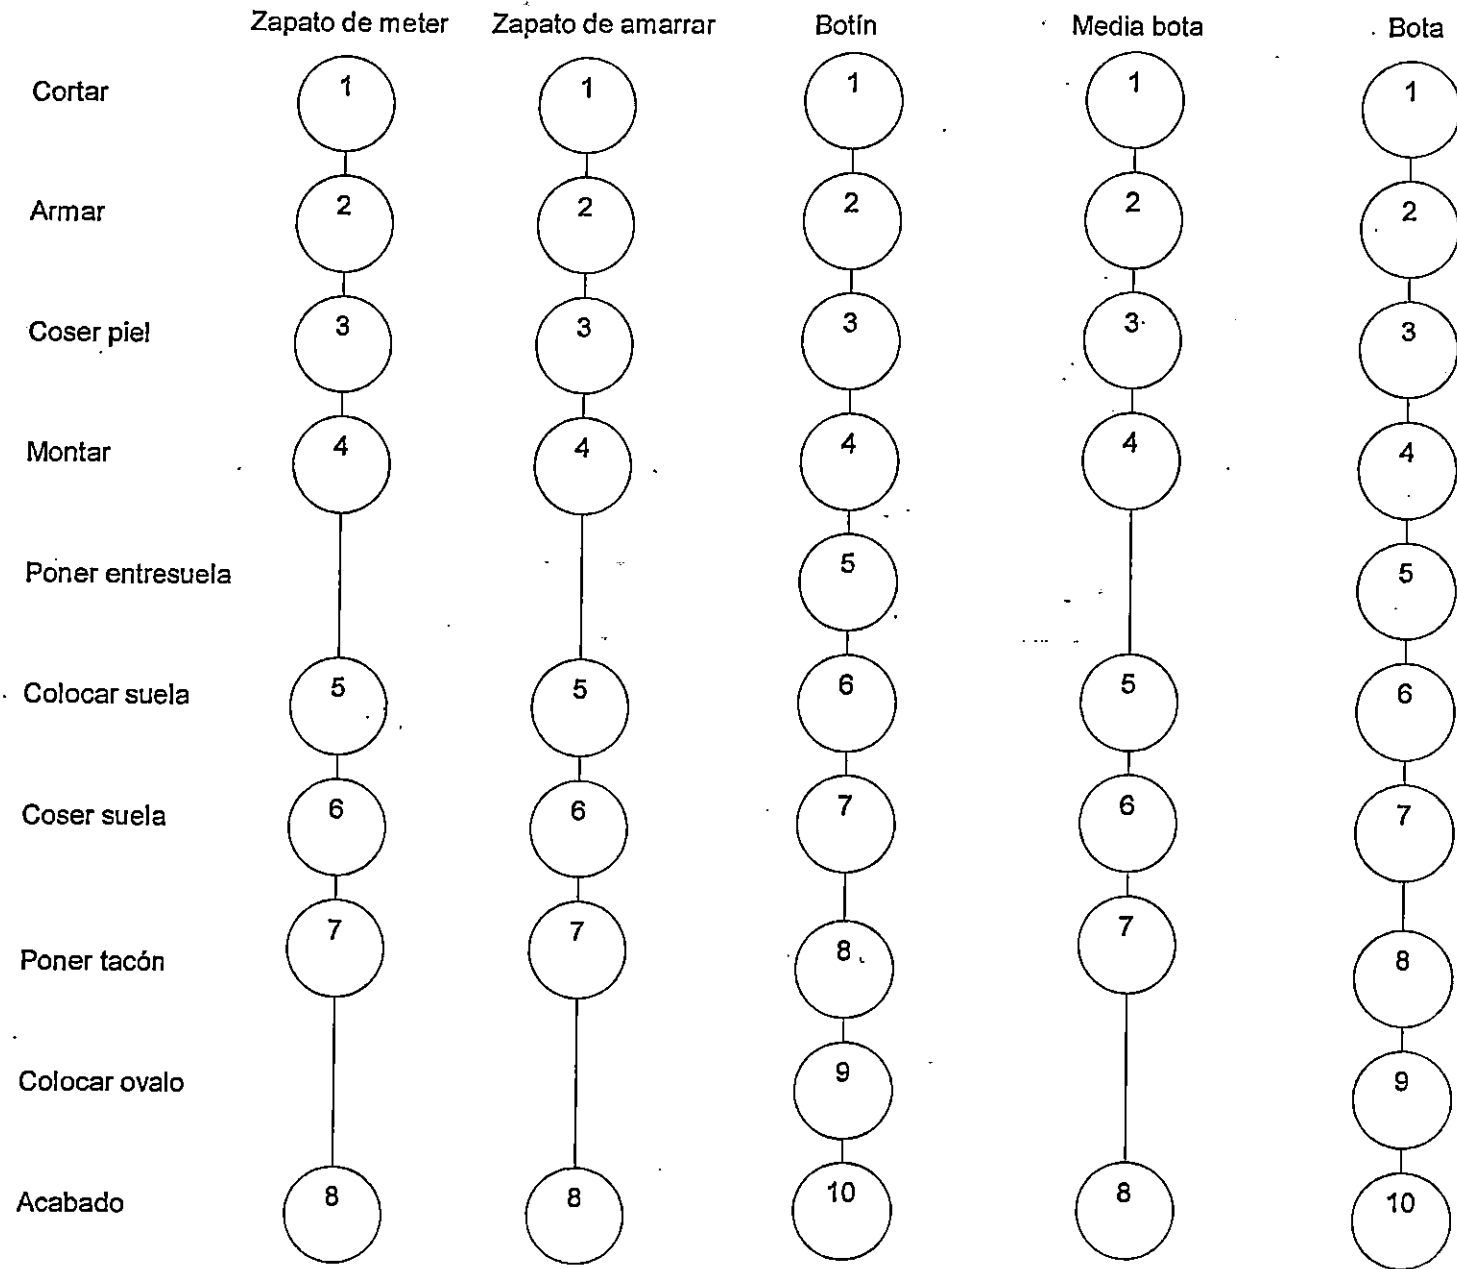 Zapato de meter Zapato de amarrar Botín Media bota Bota
Cortar 1 1 1 1 1
Armar 2 2 2 2 2
Coser piel 3 3 3 3 3
Montar 4 4 4 4 4
Poner entresuela 5 5
Colocar suela 5 5 6 5 6
Coser suela 6 6 7 6 7
Poner tacón 7 7 8 7 8
Colocar ovalo 9 9
Acabado 8 8 10 8 10